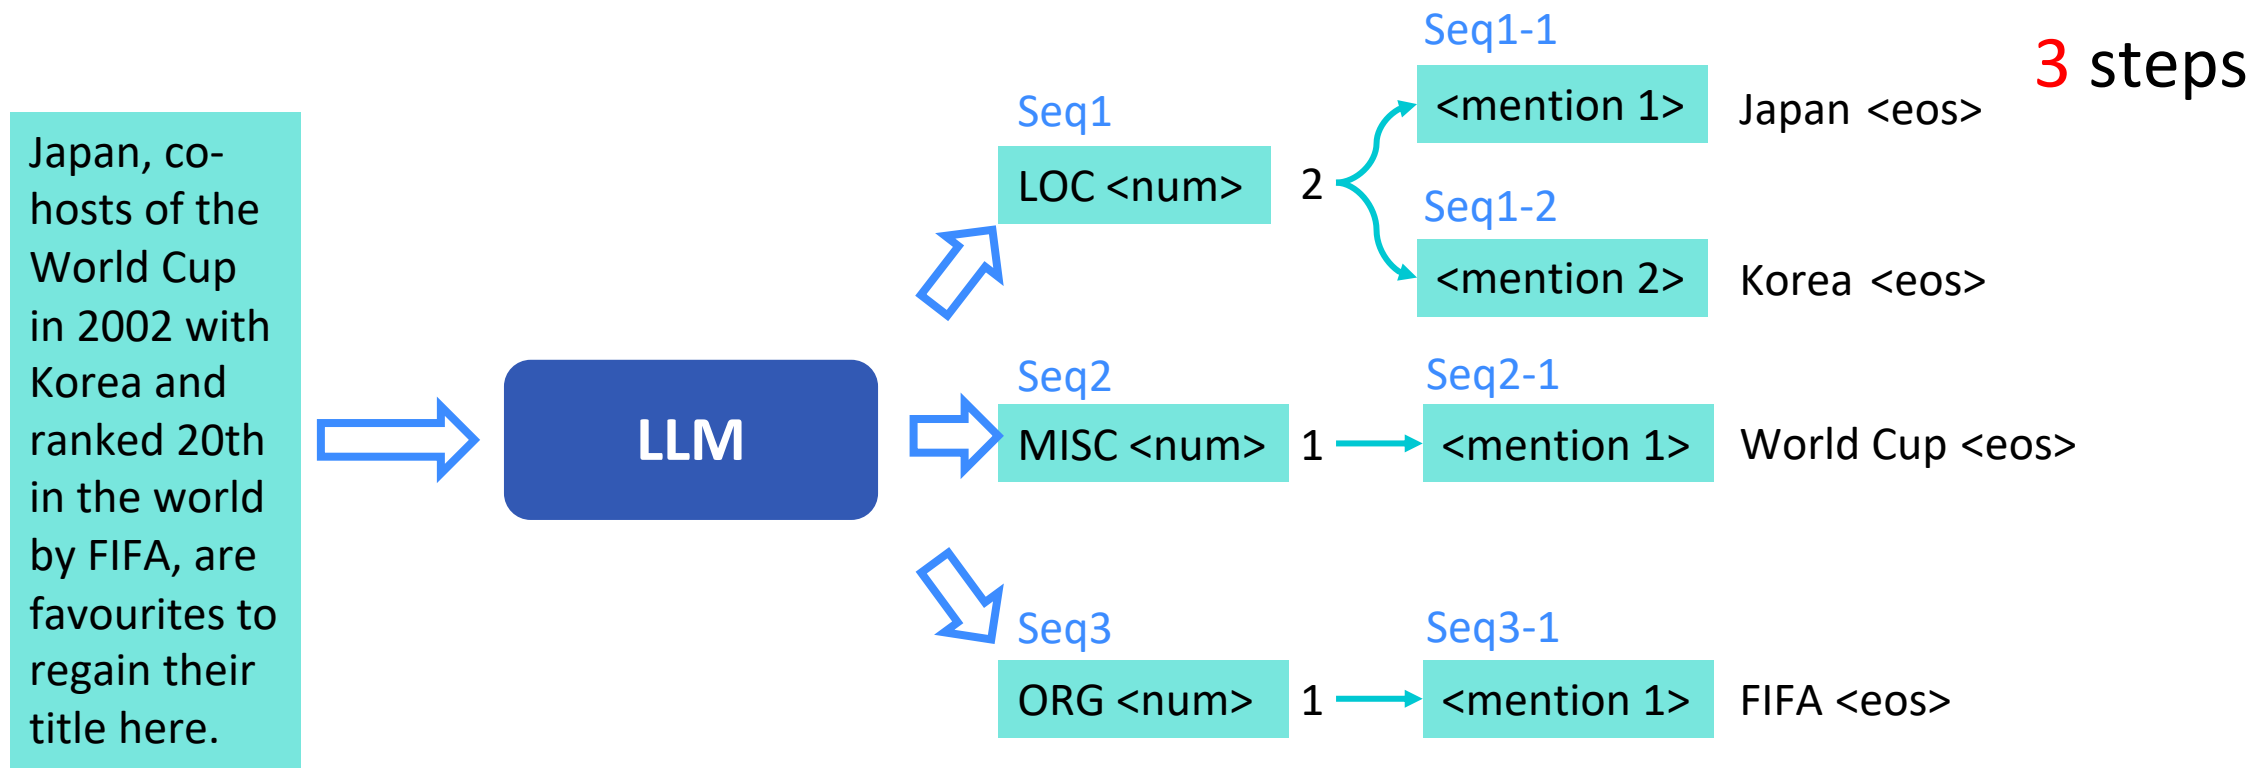 Japan, co-
hosts of the
World Cup
in 2002 with
Korea and
ranked 20th
in the world
by FIFA, are
favourites to
regain their
title here.
LLM
Seq1
LOC <num>
2
Seq1-1
<mention 1>
Japan <eos>
Seq1-2
<mention 2>
Korea <eos>
Seq2
MISC <num>
1
Seq2-1
<mention 1>
World Cup <eos>
Seq3
ORG <num>
1
Seq3-1
<mention 1>
FIFA <eos>
3 steps